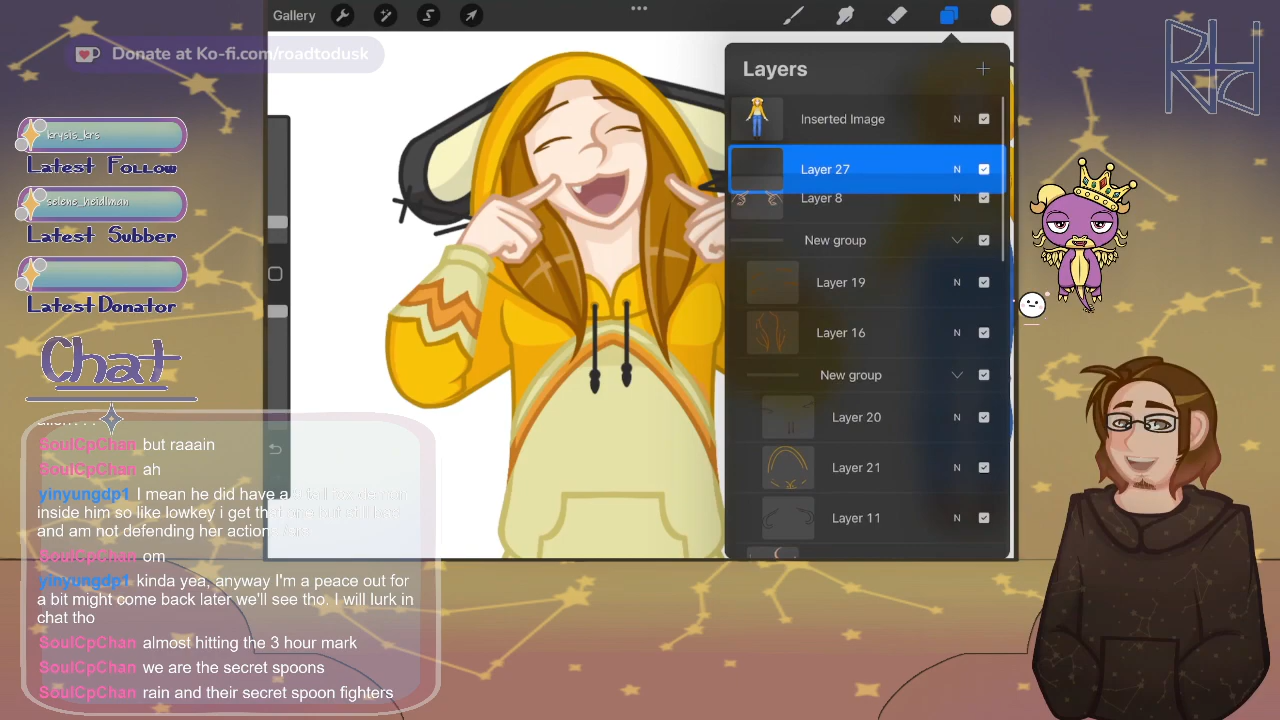 Gallery
Donate at Ko-fi.com/roadtodusk
Layers
Inserted Image N
Layer 27 N
Layer 8 N
New group
Layer 19 N
Layer 16 N
New group
Layer 20 N
Layer 21 N
Layer 11 N
krysis_krs
Latest Follow
Latest Subber
Latest Donator
Chat
SoulCpChan but raaain
SoulCpChan ah
yinyungdp1 I mean he did have a
inside him so like lowkey i get
and am not defending her actions
SoulCpChan om
yinyungdp1 kinda yea, anyway I'm a peace out for
a bit might come back later we'll see tho. I will lurk in
chat tho
SoulCpChan almost hitting the 3 hour mark
SoulCpChan we are the secret spoons
SoulCpChan rain and their secret spoon fighters